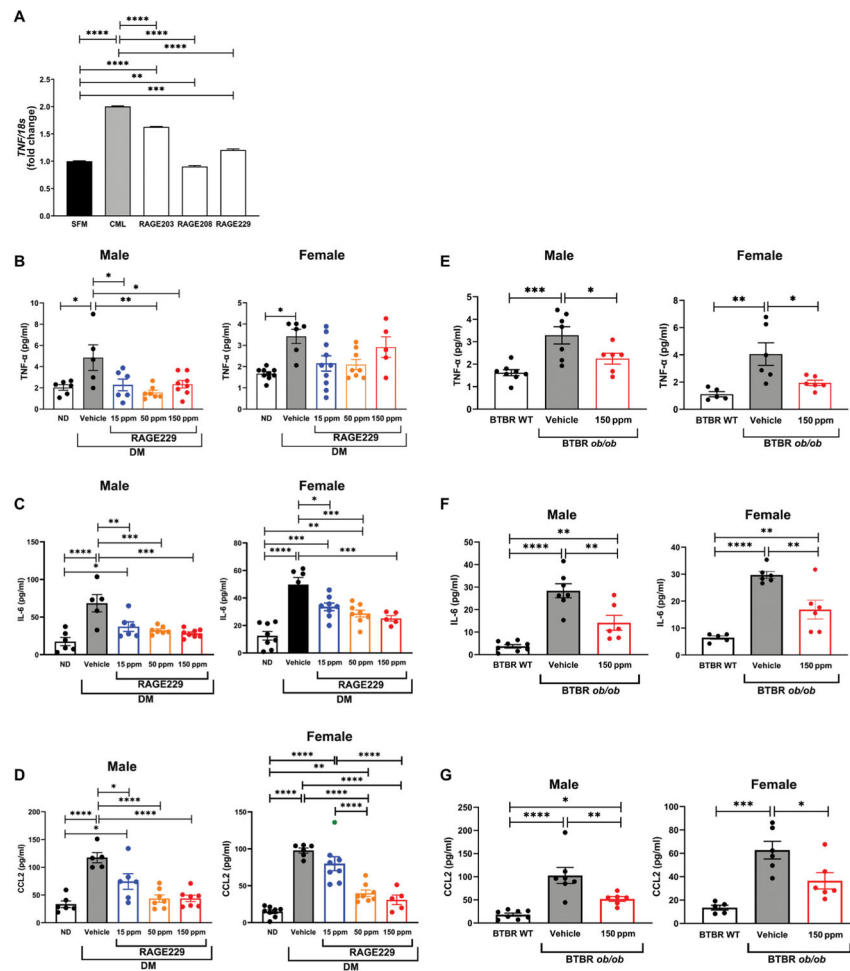 A
**** ****
**** ****
****
****
**
***
TNF/18s
(fold change)
2.5
2.0
1.5
1.0
0.5
0.0
SFM CML RAGE203 RAGE208 RAGE229
B
Male
*
*
* **
TNF-α (pg/ml)
10
8
6
4
2
0
ND Vehicle 15 ppm 50 ppm 150 ppm
RAGE229
DM
Female
*
TNF-α (pg/ml)
6
4
2
0
ND Vehicle 15 ppm 50 ppm 150 ppm
RAGE229
DM
C
Male
**
***
**** ***
*
IL-6 (pg/ml)
150
100
50
0
ND Vehicle 15 ppm 50 ppm 150 ppm
RAGE229
DM
Female
*
***
**
***
**** ***
IL-6 (pg/ml)
80
60
40
20
0
ND Vehicle 15 ppm 50 ppm 150 ppm
RAGE229
DM
D
Male
*
****
**** ****
*
CCL2 (pg/ml)
200
150
100
50
0
ND Vehicle 15 ppm 50 ppm 150 ppm
RAGE229
DM
Female
**** ****
**
****
**** ****
****
CCL2 (pg/ml)
200
150
100
50
0
ND Vehicle 15 ppm 50 ppm 150 ppm
RAGE229
DM
E
Male
*** *
TNF-α (pg/ml)
5
4
3
2
1
0
BTBR WT Vehicle 150 ppm
BTBR ob/ob
Female
** *
TNF-α (pg/ml)
8
6
4
2
0
BTBR WT Vehicle 150 ppm
BTBR ob/ob
F
Male
**
**** **
IL-6 (pg/ml)
50
40
30
20
10
0
BTBR WT Vehicle 150 ppm
BTBR ob/ob
Female
**
**** **
IL-6 (pg/ml)
40
30
20
10
0
BTBR WT Vehicle 150 ppm
BTBR ob/ob
G
Male
*
**** **
CCL2 (pg/ml)
250
200
150
100
50
0
BTBR WT Vehicle 150 ppm
BTBR ob/ob
Female
*** *
CCL2 (pg/ml)
100
80
60
40
20
0
BTBR WT Vehicle 150 ppm
BTBR ob/ob